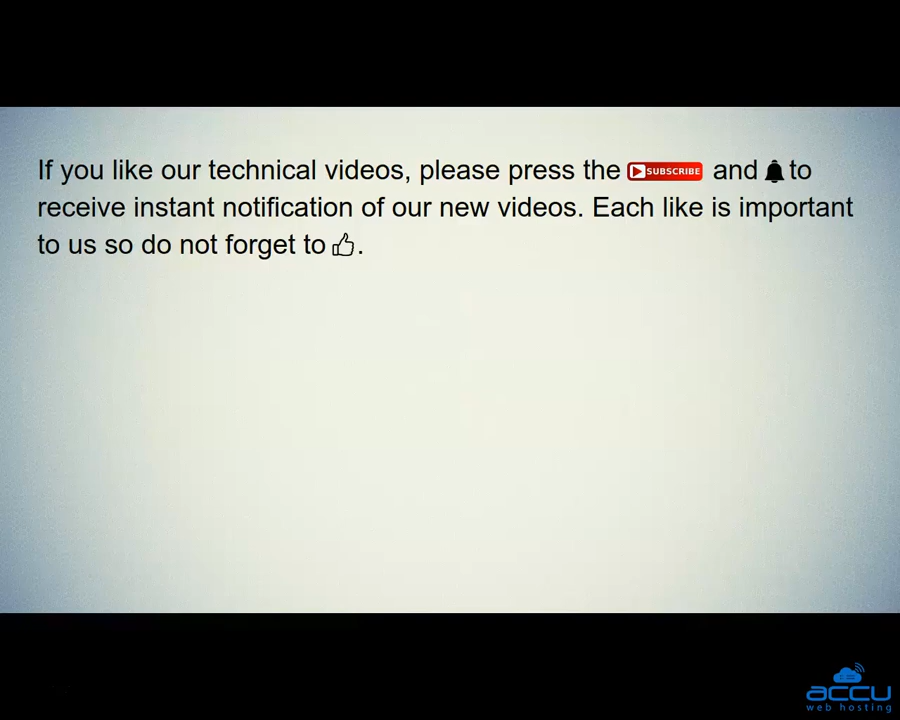 If you like our technical videos, please press the SUBSCRIBE and to
receive instant notification of our new videos. Each like is important
to us so do not forget to .
accu
web hosting